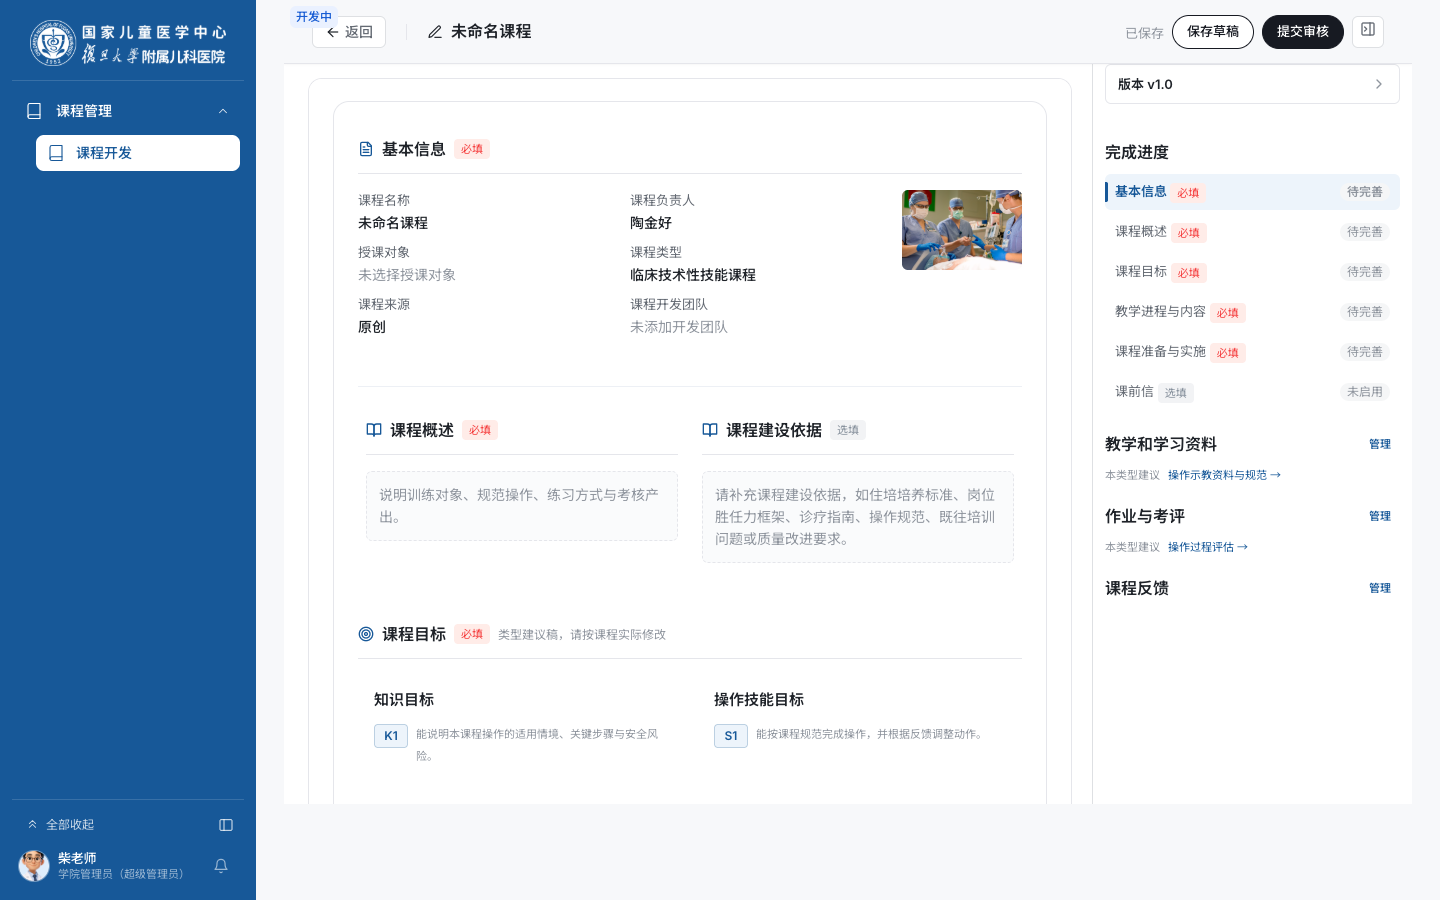 国家儿童医学中心
復旦大学附属儿科医院
1952
课程管理
课程开发
全部收起
柴老师
学院管理员（超级管理员）
开发中
返回
未命名课程
已保存
保存草稿
提交审核
基本信息 必填
课程名称
未命名课程
课程负责人
陶金好
授课对象
未选择授课对象
课程类型
临床技术性技能课程
课程来源
原创
课程开发团队
未添加开发团队
课程概述 必填
说明训练对象、规范操作、练习方式与考核产
出。
课程建设依据 选填
请补充课程建设依据，如住培培养标准、岗位
胜任力框架、诊疗指南、操作规范、既往培训
问题或质量改进要求。
课程目标 必填 类型建议稿，请按课程实际修改
知识目标
K1 能说明本课程操作的适用情境、关键步骤与安全风
险。
操作技能目标
S1 能按课程规范完成操作，并根据反馈调整动作。
版本 v1.0
完成进度
基本信息 必填 待完善
课程概述 必填 待完善
课程目标 必填 待完善
教学进程与内容 必填 待完善
课程准备与实施 必填 待完善
课前信 选填 未启用
教学和学习资料 管理
本类型建议 操作示教资料与规范 →
作业与考评 管理
本类型建议 操作过程评估 →
课程反馈 管理